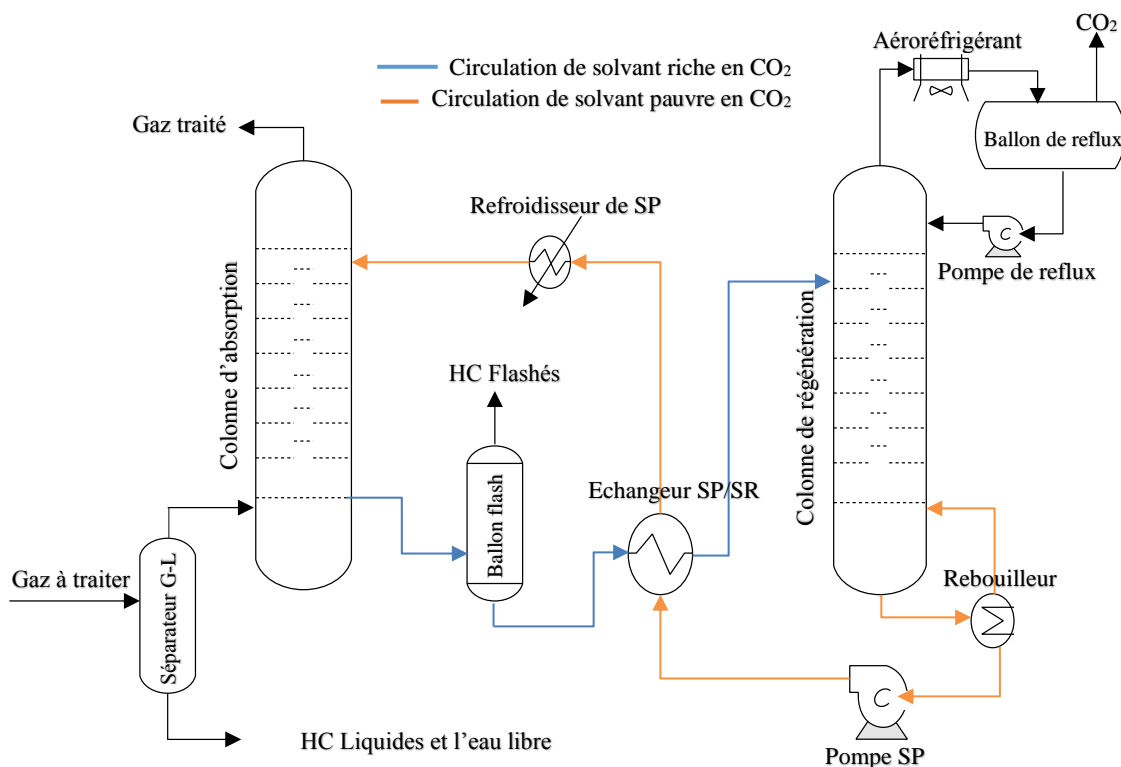 CO₂
Aéroréfrigérant
Circulation de solvant riche en CO₂
Circulation de solvant pauvre en CO₂
Gaz traité
Ballon de reflux
Refroidisseur de SP
C
Pompe de reflux
Colonne d'absorption
Colonne de régénération
HC Flashés
Echangeur SP/SR
Ballon flash
Gaz à traiter
Séparateur G-L
Rebouilleur
C
HC Liquides et l'eau libre
Pompe SP